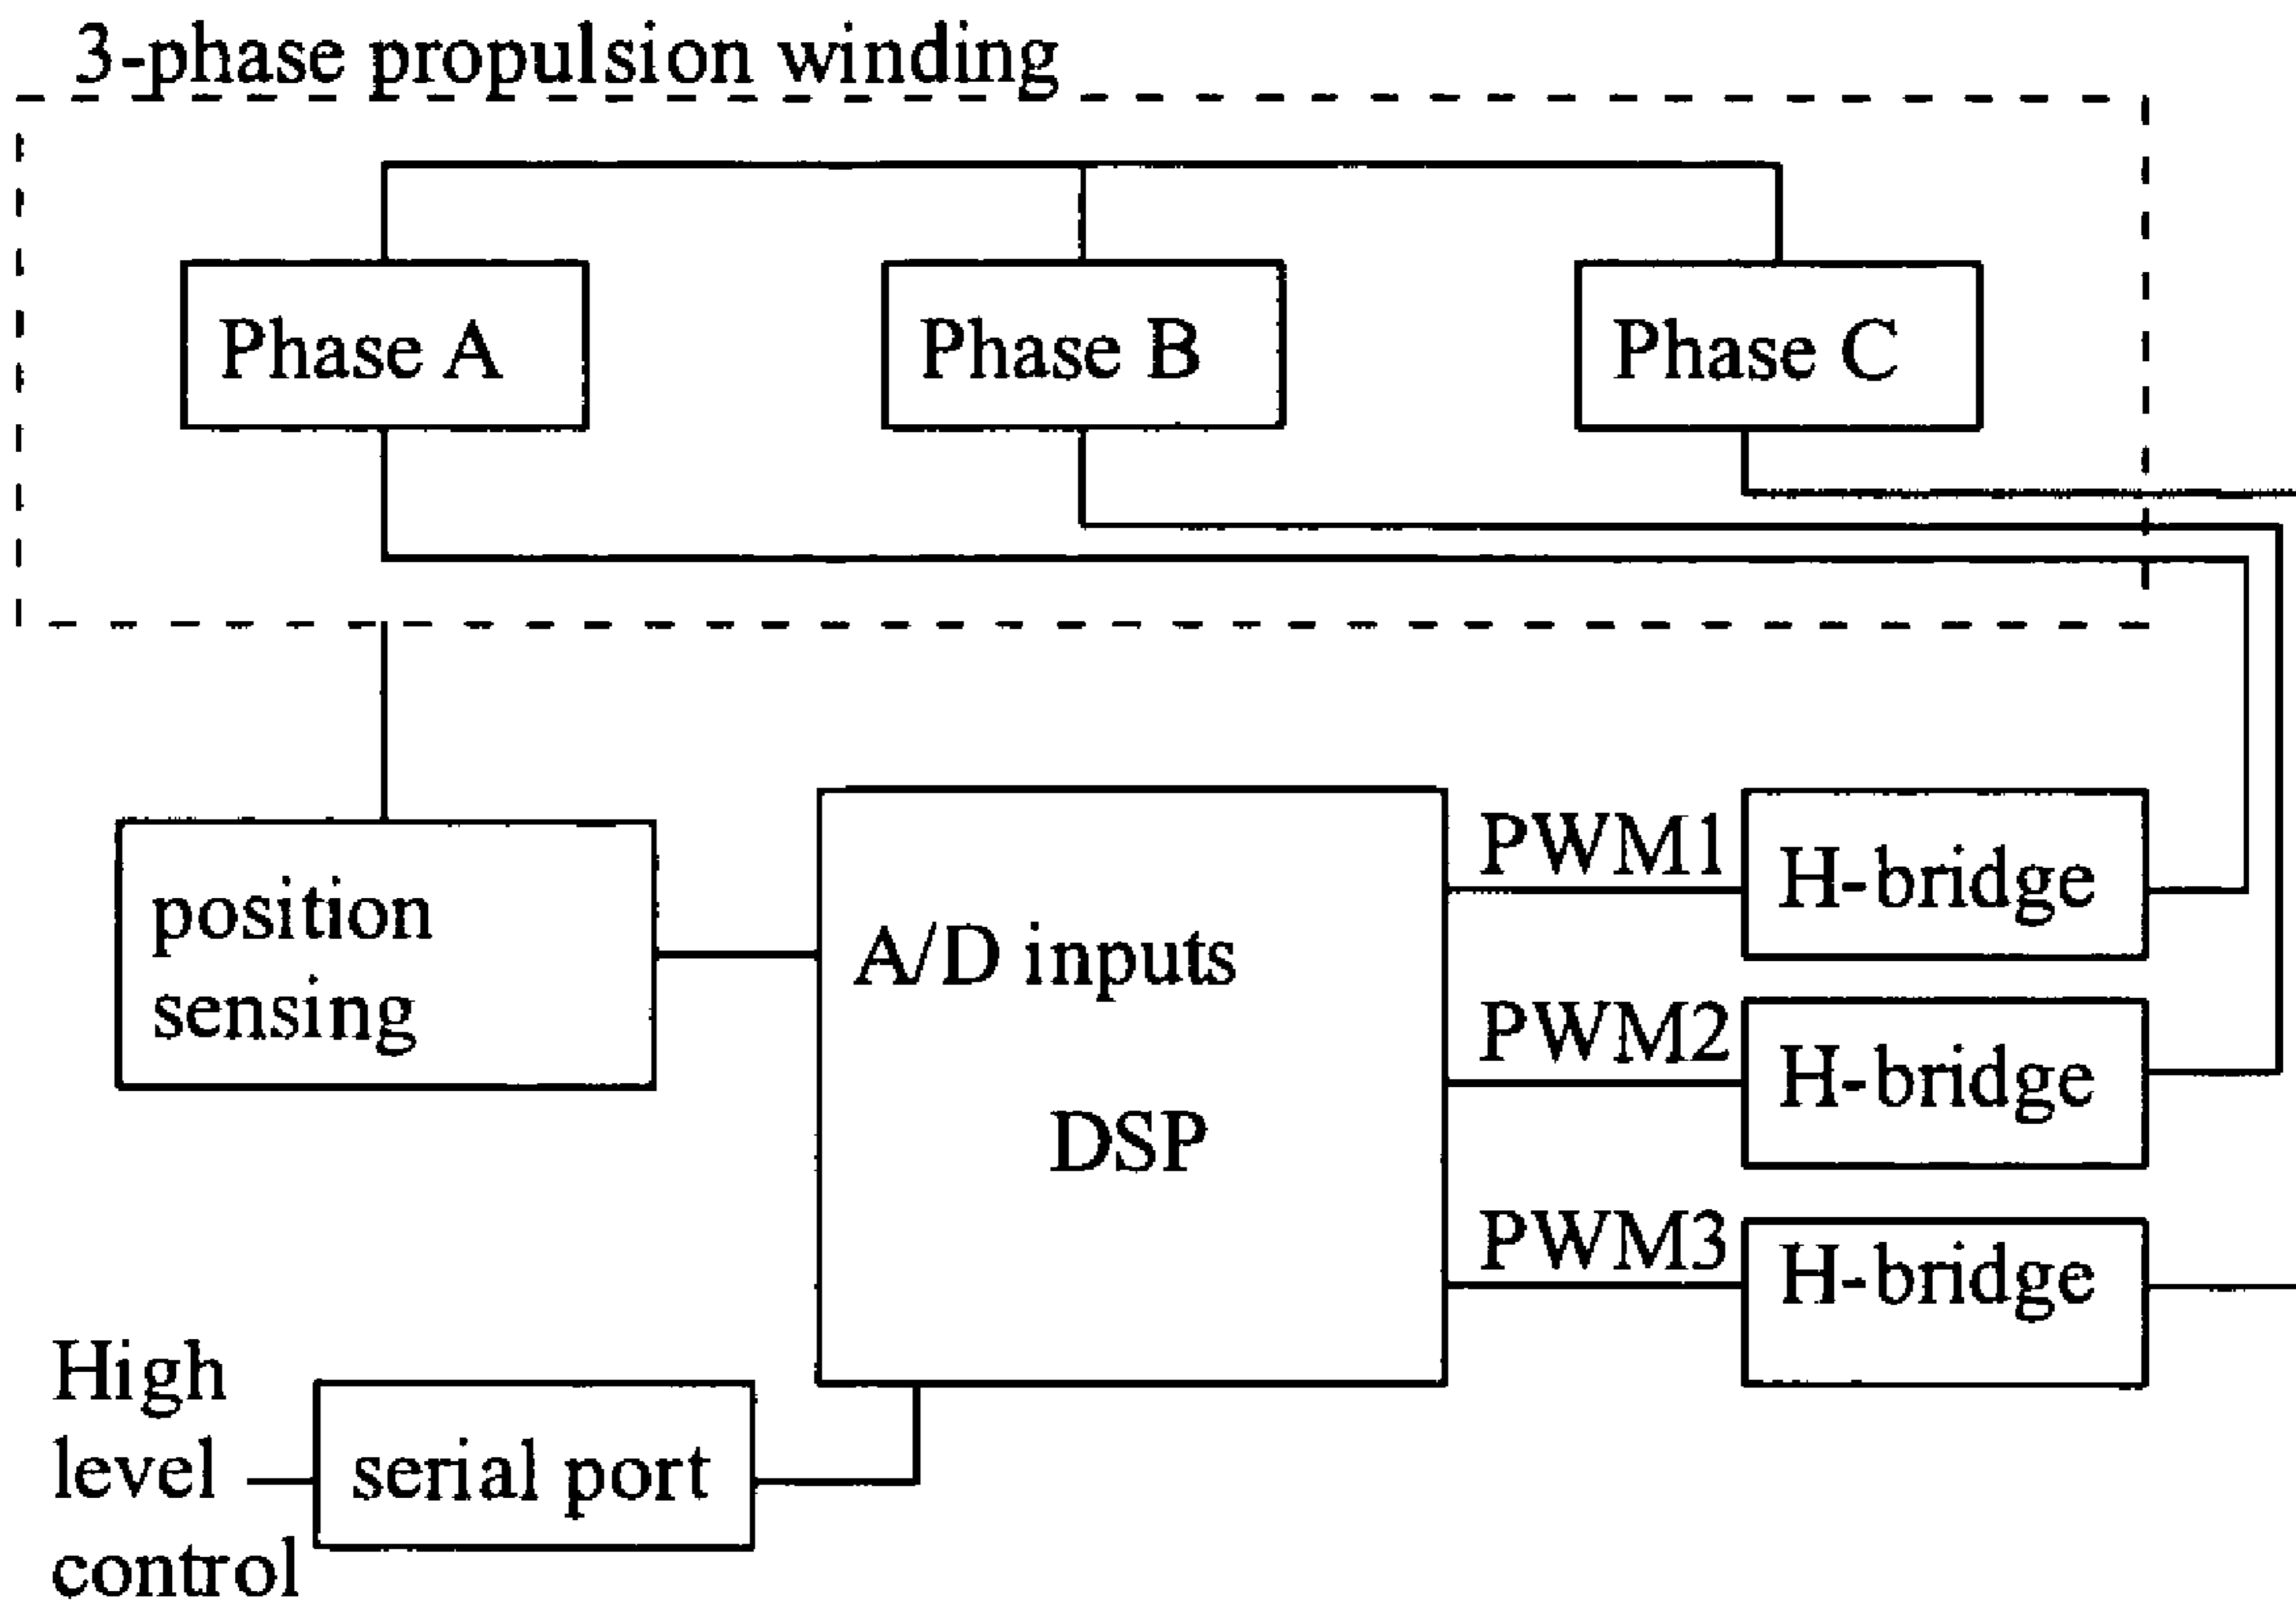 3-phase propulsion winding
Phase A
Phase B
Phase C
position
sensing
A/D inputs
DSP
PWM1
H-bridge
PWM2
H-bridge
PWM3
H-bridge
High
level
control
serial port